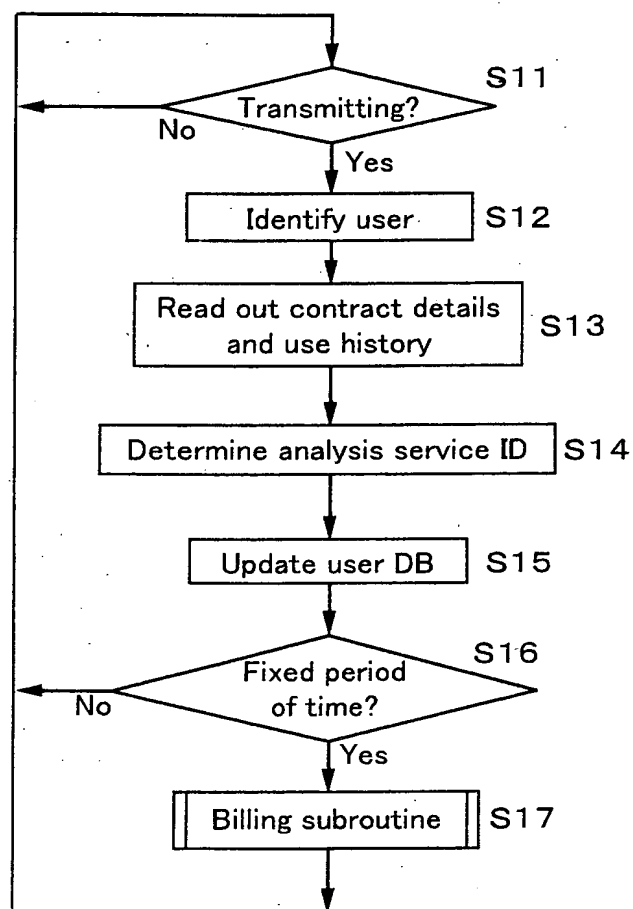 S11
Transmitting?
No
Yes
Identify user
S12
Read out contract details
and use history
S13
Determine analysis service ID
S14
Update user DB
S15
S16
Fixed period
of time?
No
Yes
Billing subroutine
S17